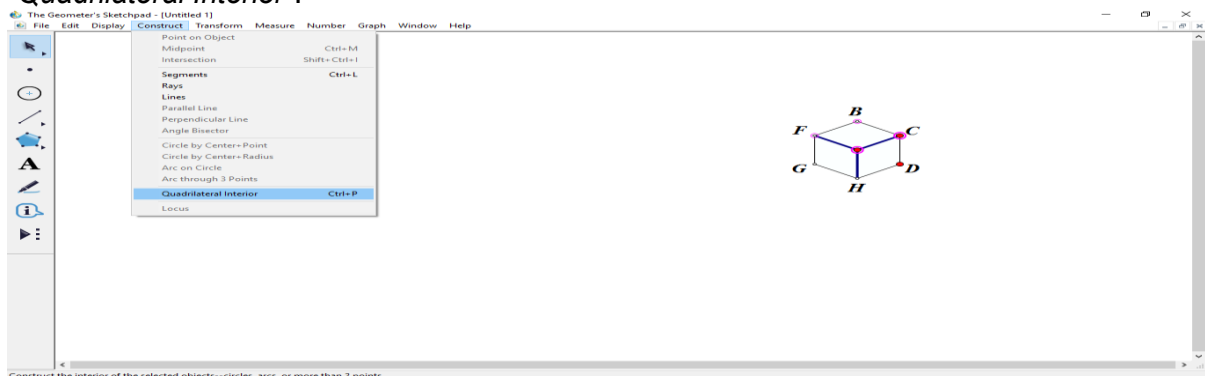 Quadrilateral Interior".
The Geometer's Sketchpad - [Untitled 1]
File Edit Display Construct Transform Measure Number Graph Window Help
Point on Object
Midpoint Ctrl+M
Intersection Shift+Ctrl+I
Segments Ctrl+L
Rays
Lines
Parallel Line
Perpendicular Line
Angle Bisector
Circle by Center+Point
Circle by Center+Radius
Arc on Circle
Arc through 3 Points
Quadrilateral Interior Ctrl+P
Locus
A
B
F C
G D
H
Construct the interior of the selected objects--circles, arcs, or more than 2 points